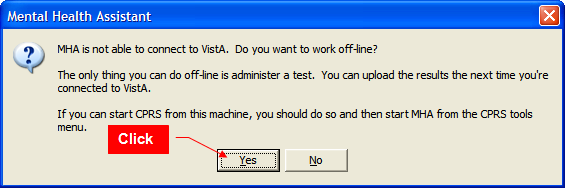 Mental Health Assistant
MHA is not able to connect to VistA.  Do you want to work off-line?
The only thing you can do off-line is administer a test.  You can upload the results the next time you're
connected to VistA.
If you can start CPRS from this machine, you should do so and then start MHA from the CPRS tools
menu.
Click
Yes
No